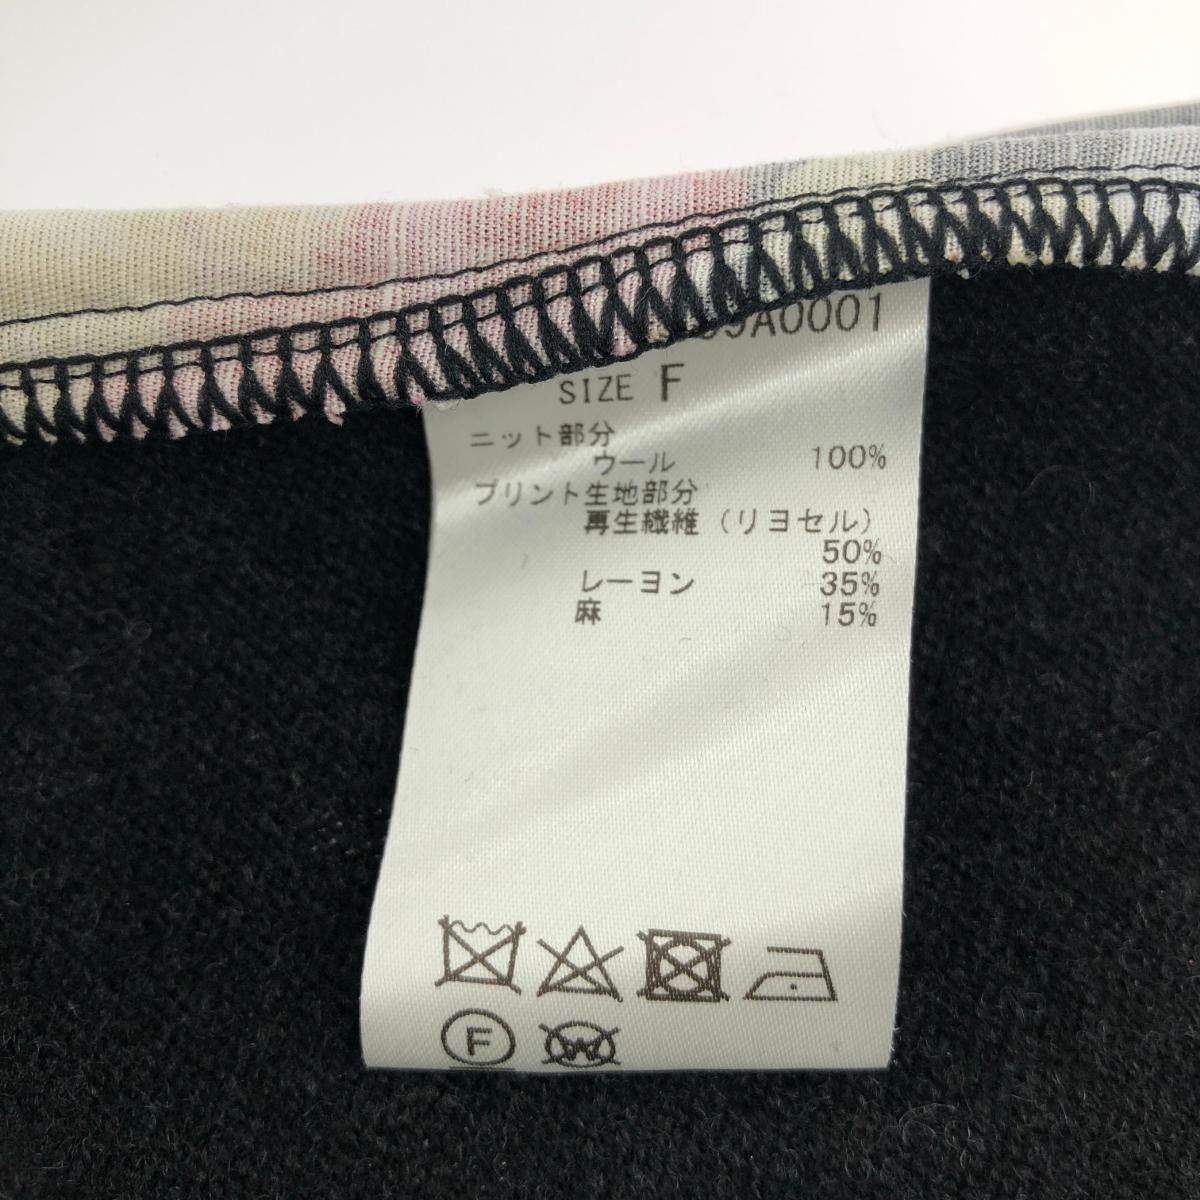 9A0001
SIZE F
ニット部分
ウール 100%
プリント生地部分
再生繊維(リヨセル)
50%
レーヨン 35%
麻 15%
F W